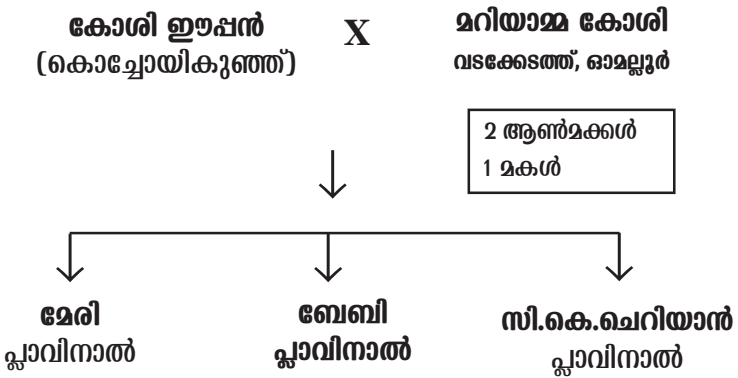 കോശി ഈപ്പൻ X മറിയാമ്മ കോശി
(കൊച്ചോയികുഞ്ഞ്) വടക്കേടത്ത്, ഓമല്ലൂർ
2 ആൺമക്കൾ
1 മകൾ
മേരി ബേബി സി.കെ.ചെറിയാൻ
പ്ലാവിനാൽ പ്ലാവിനാൽ പ്ലാവിനാൽ